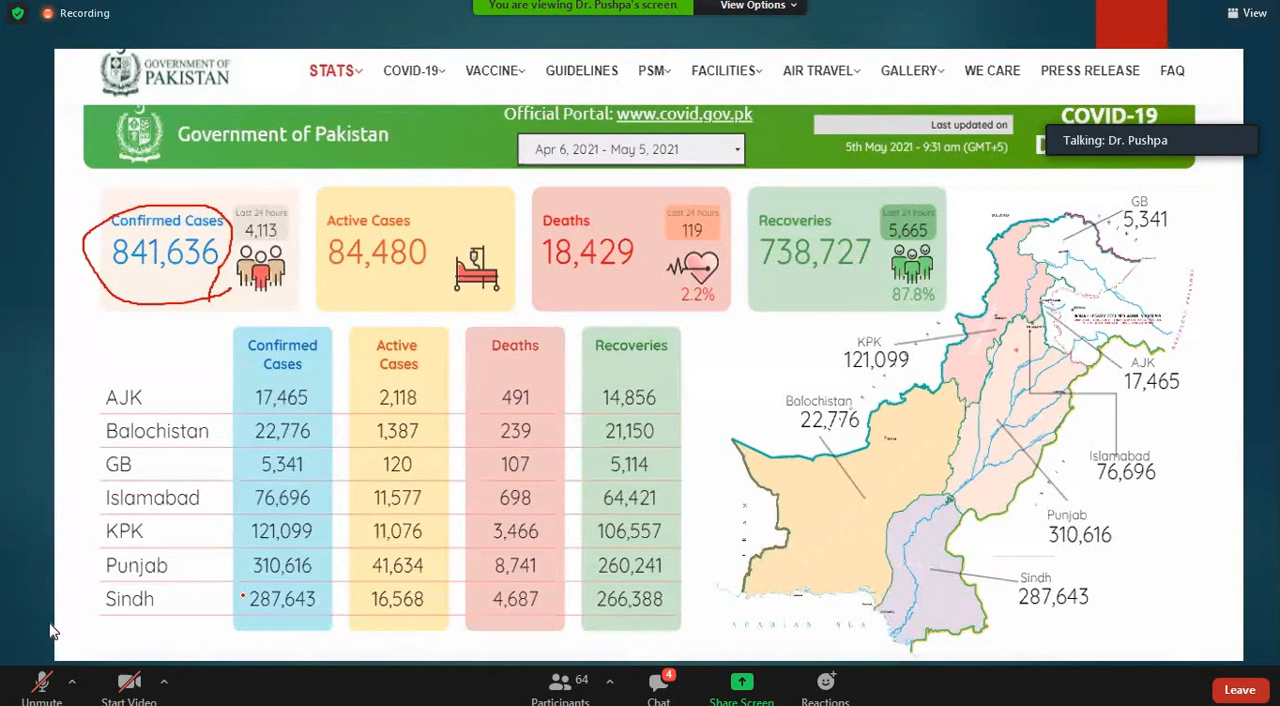 You are viewing Dr. Pushpa's screen
View Options
Recording
View
GOVERNMENT OF
PAKISTAN
STATS
COVID-19
VACCINE
GUIDELINES
PSM
FACILITIES
AIR TRAVEL
GALLERY
WE CARE
PRESS RELEASE
FAQ
Government of Pakistan
Official Portal: www.covid.gov.pk
Apr 6, 2021 - May 5, 2021
Last updated on
5th May 2021 - 9:31 am (GMT+5)
COVID-19
D
Talking: Dr. Pushpa
Confirmed Cases
841,636
Last 24 hours
4,113
Active Cases
84,480
Deaths
18,429
Last 24 hours
119
2.2%
Recoveries
738,727
Last 24 hours
5,665
87.8%
Confirmed Cases Active Cases Deaths Recoveries
AJK 17,465 2,118 491 14,856
Balochistan 22,776 1,387 239 21,150
GB 5,341 120 107 5,114
Islamabad 76,696 11,577 698 64,421
KPK 121,099 11,076 3,466 106,557
Punjab 310,616 41,634 8,741 260,241
Sindh 287,643 16,568 4,687 266,388
GB
5,341
KPK
121,099
AJK
17,465
Balochistan
22,776
Islamabad
76,696
Punjab
310,616
Sindh
287,643
ARABIAN SEA
Unmute
Start Video
64
Participants
4
Chat
Share Screen
Reactions
Leave